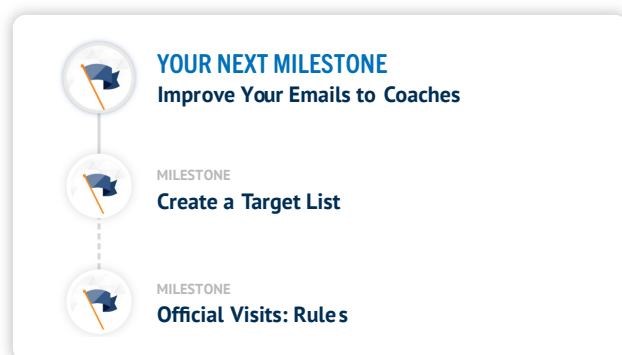 YOUR NEXT MILESTONE
Improve Your Emails to Coaches
MILESTONE
Create a Target List
MILESTONE
Official Visits: Rules